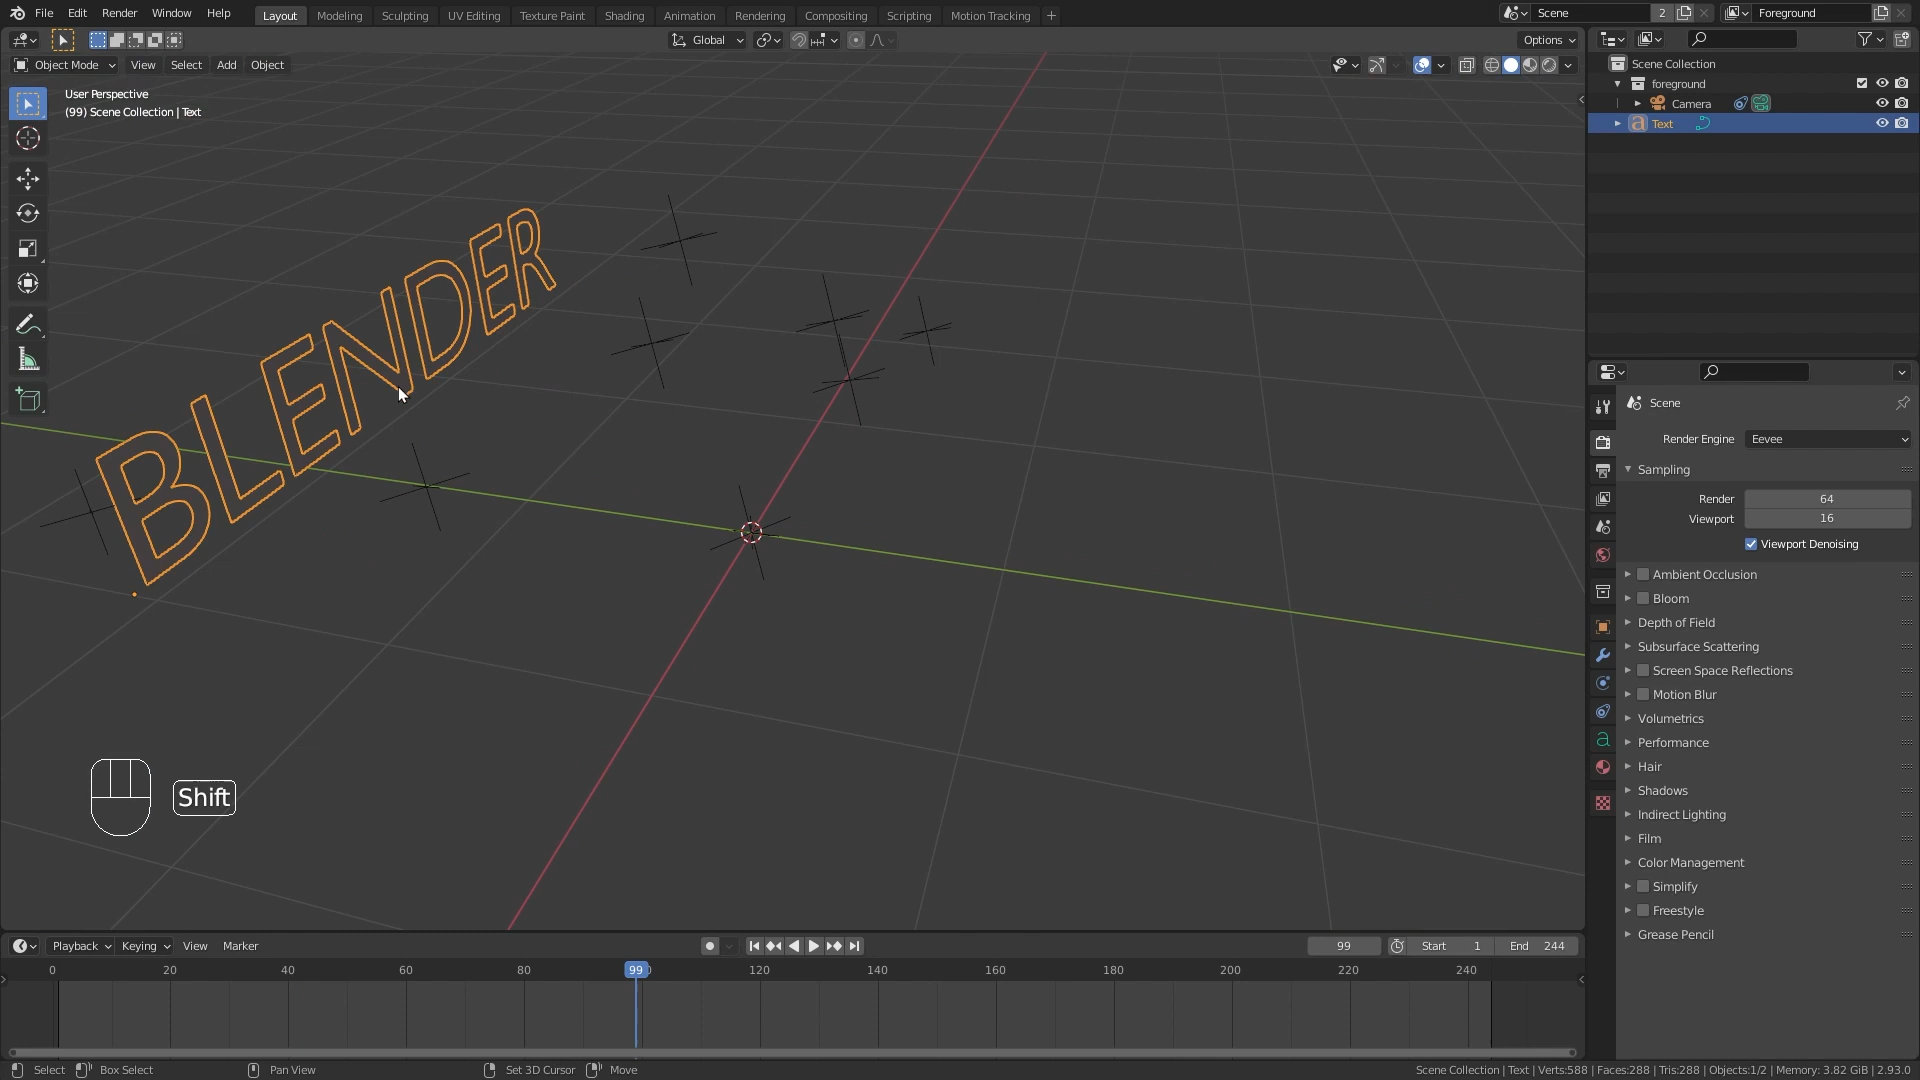 File Edit Render Window Help Layout Modeling Sculpting UV Editing Texture Paint Shading Animation Rendering Compositing Scripting Motion Tracking + Scene 2 Foreground
Global Options
Object Mode View Select Add Object
User Perspective
(99) Scene Collection | Text
BLENDER
Shift
Scene Collection
foreground
Camera
Text
Scene
Render Engine Eevee
Sampling
Render 64
Viewport 16
Viewport Denoising
Ambient Occlusion
Bloom
Depth of Field
Subsurface Scattering
Screen Space Reflections
Motion Blur
Volumetrics
Performance
Hair
Shadows
Indirect Lighting
Film
Color Management
Simplify
Freestyle
Grease Pencil
Playback Keying View Marker 99 Start 1 End 244
0 20 40 60 80 99 120 140 160 180 200 220 240
Select Box Select Pan View Set 3D Cursor Move Scene Collection | Text | Verts:588 | Faces:288 | Tris:288 | Objects:1/2 | Memory: 3.82 GiB | 2.93.0